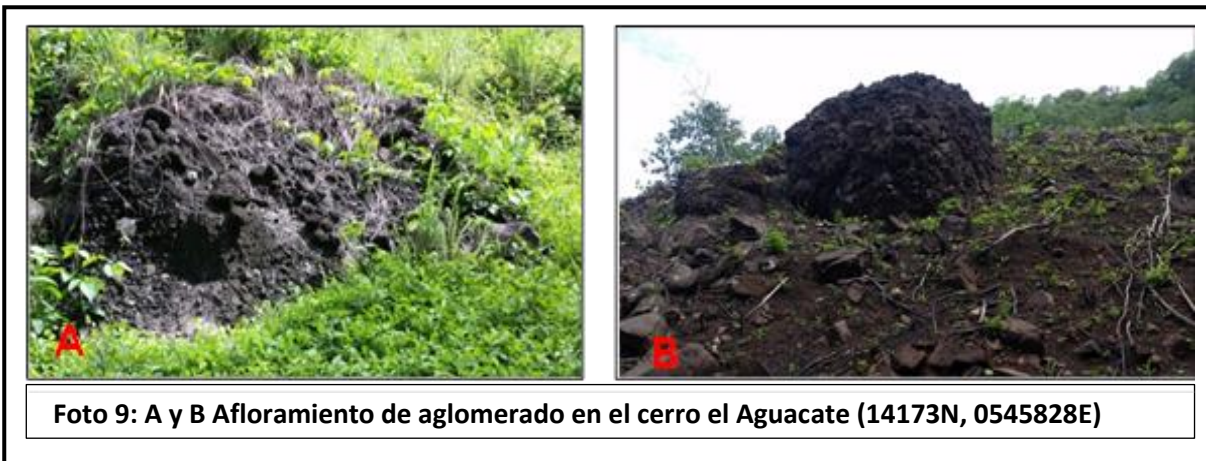 A
B
Foto 9: A y B Afloramiento de aglomerado en el cerro el Aguacate (14173N, 0545828E)